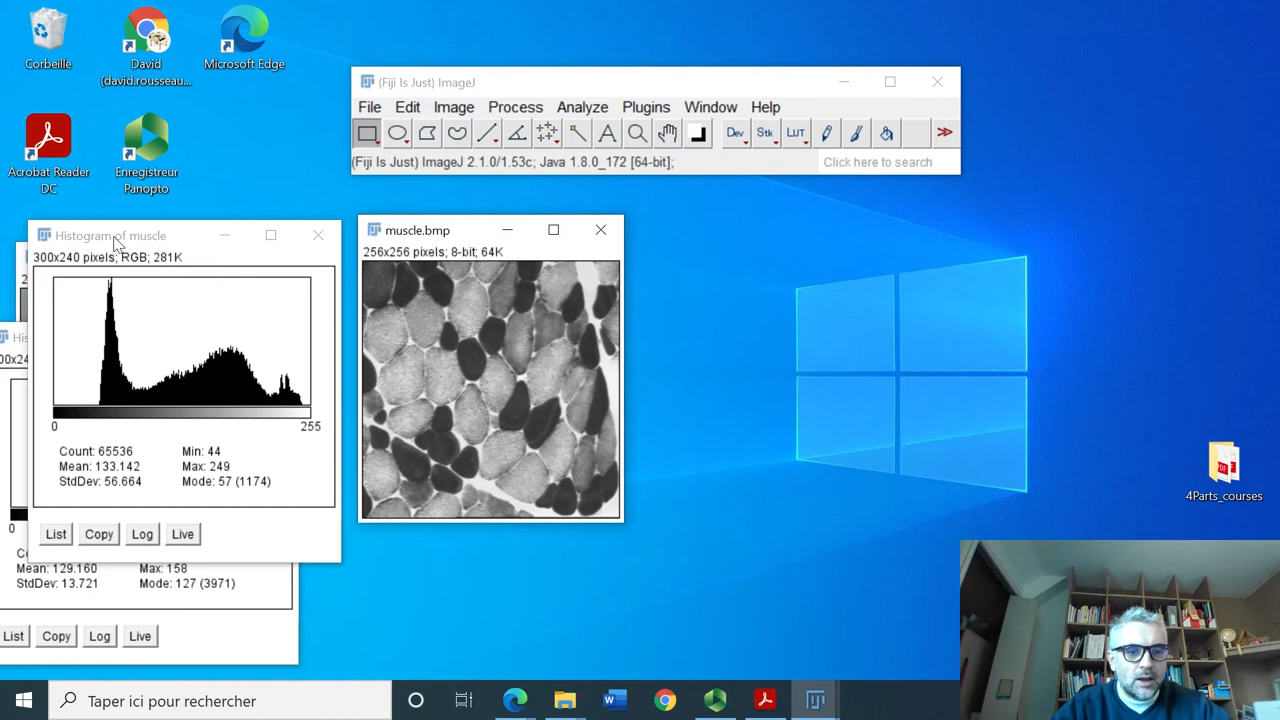 Corbeille
David
(david.rousseau...
Microsoft Edge
Acrobat Reader
DC
Enregistreur
Panopto
(Fiji Is Just) ImageJ
File Edit Image Process Analyze Plugins Window Help
Dev Stk LUT
(Fiji Is Just) ImageJ 2.1.0/1.53c; Java 1.8.0_172 [64-bit];
Click here to search
Histogram of muscle
300x240 pixels; RGB; 281K
0 255
Count: 65536 Min: 44
Mean: 133.142 Max: 249
StdDev: 56.664 Mode: 57 (1174)
List Copy Log Live
muscle.bmp
256x256 pixels; 8-bit; 64K
0
Mean: 129.160 Max: 158
StdDev: 13.721 Mode: 127 (3971)
List Copy Log Live
4Parts_courses
Taper ici pour rechercher